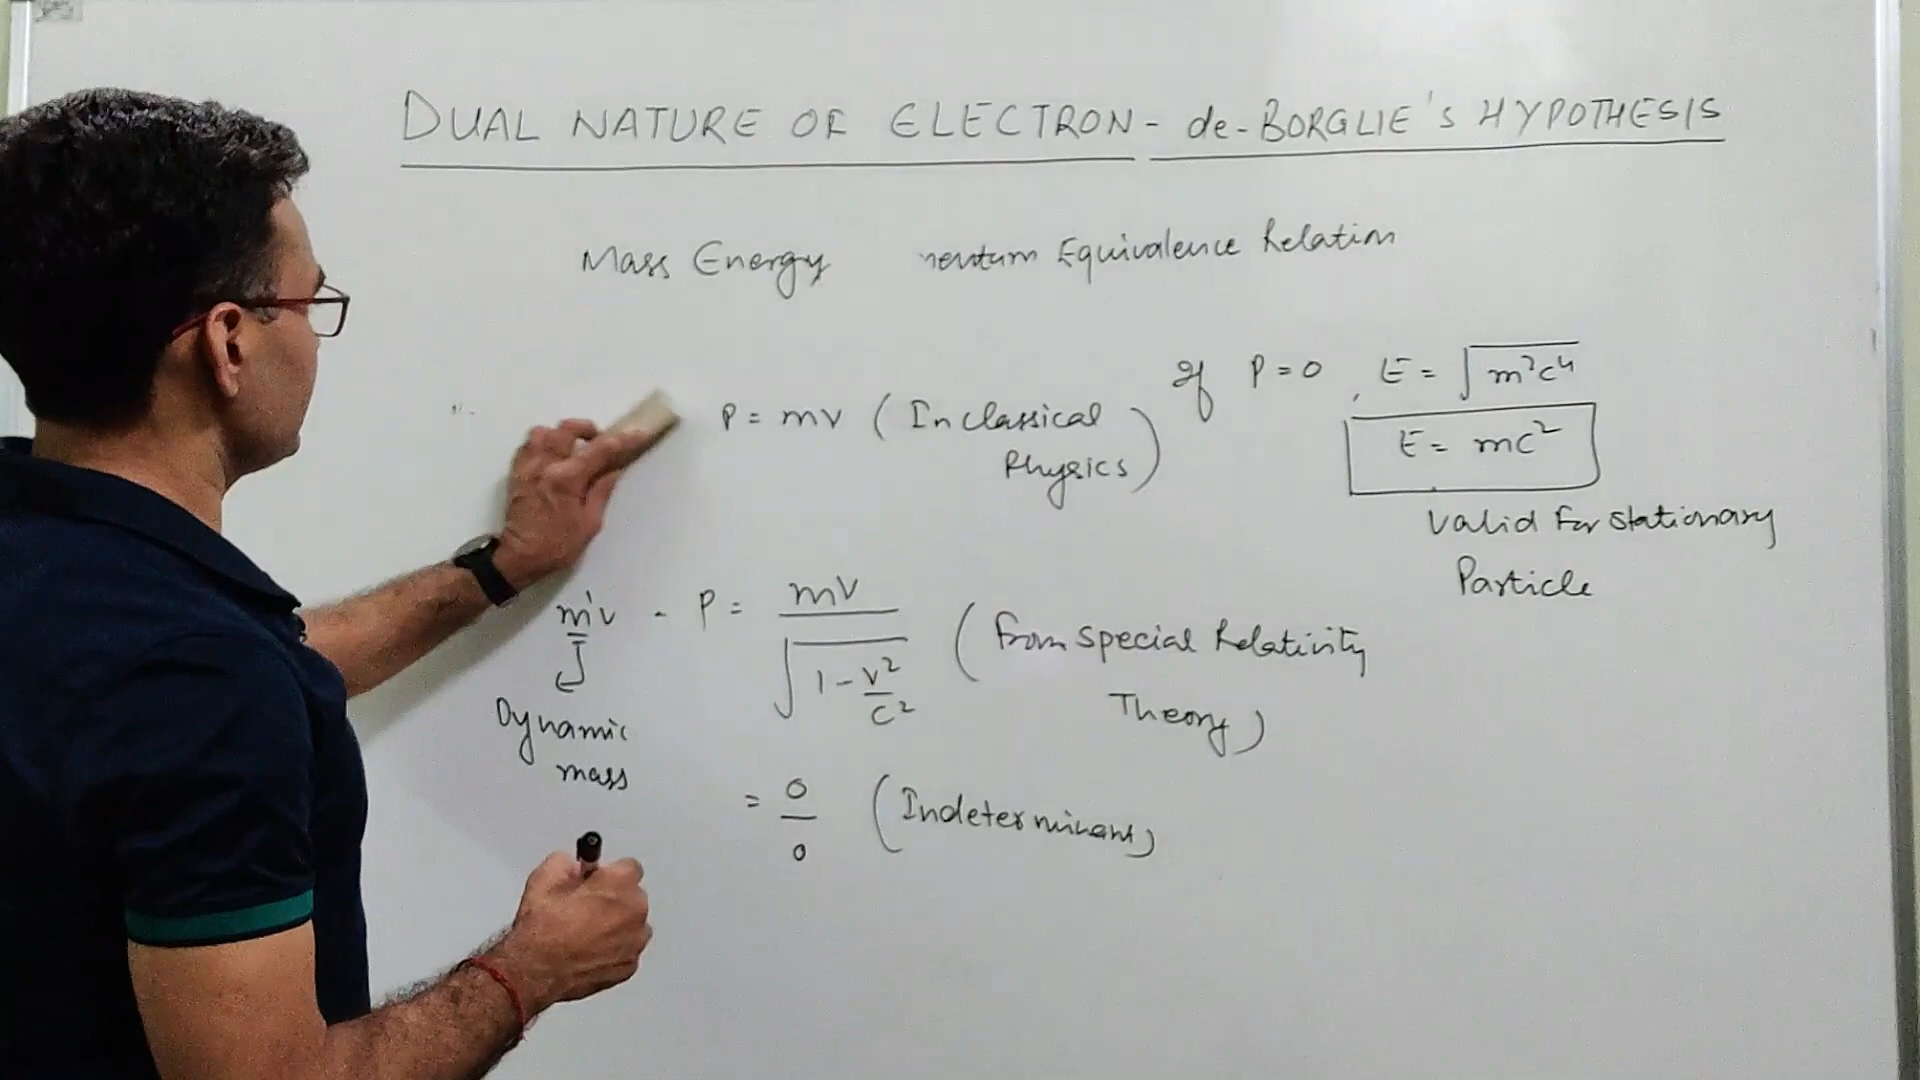 DUAL NATURE OF ELECTRON - de-BORGLIE's HYPOTHESIS
Mass Energy mentum Equivalence Relation
P = mv (In classical Physics)
If P = 0, E = √m²c⁴
E = mc²
Valid for stationary
Particle
m'v - P = mv / √1 - v²/c² (from special Relativity
Theory)
Dynamic
mass
= 0/0 (Indeterminant)